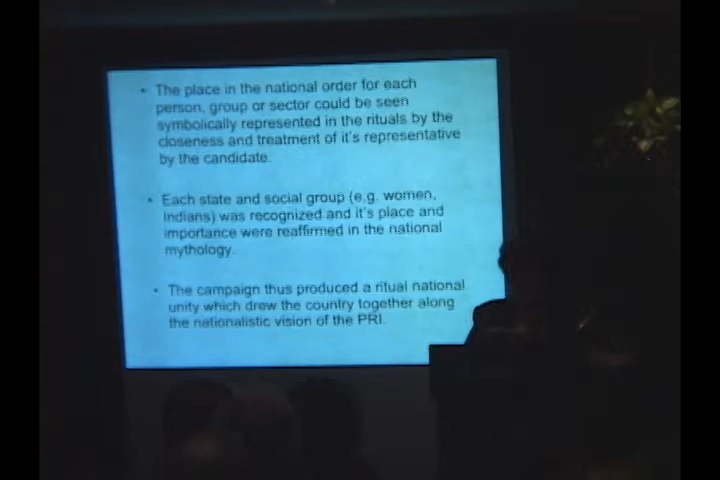 • The place in the national order for each
person, group or sector could be seen
symbolically represented in the rituals by the
closeness and treatment of it's representative
by the candidate.
• Each state and social group (e.g. women,
Indians) was recognized and it's place and
importance were reaffirmed in the national
mythology.
• The campaign thus produced a ritual national
unity which drew the country together along
the nationalistic vision of the PRI.